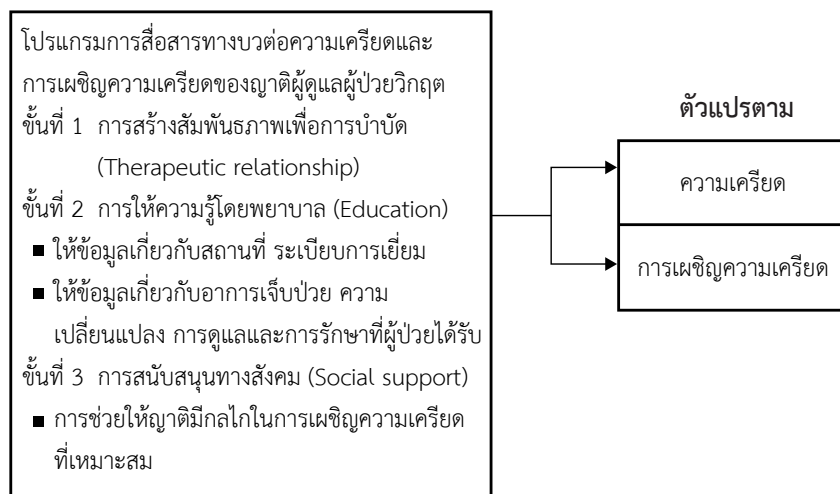 โปรแกรมการสื่อสารทางบวกต่อความเครียดและ
การเผชิญความเครียดของญาติผู้ดูแลผู้ป่วยวิกฤต
ขั้นที่ 1 การสร้างสัมพันธภาพเพื่อการบำบัด
(Therapeutic relationship)
ขั้นที่ 2 การให้ความรู้โดยพยาบาล (Education)
■ ให้ข้อมูลเกี่ยวกับสถานที่ ระเบียบการเยี่ยม
■ ให้ข้อมูลเกี่ยวกับอาการเจ็บป่วย ความ
เปลี่ยนแปลง การดูแลและการรักษาที่ผู้ป่วยได้รับ
ขั้นที่ 3 การสนับสนุนทางสังคม (Social support)
■ การช่วยให้ญาติมีกลไกในการเผชิญความเครียด
ที่เหมาะสม
ตัวแปรตาม
ความเครียด
การเผชิญความเครียด